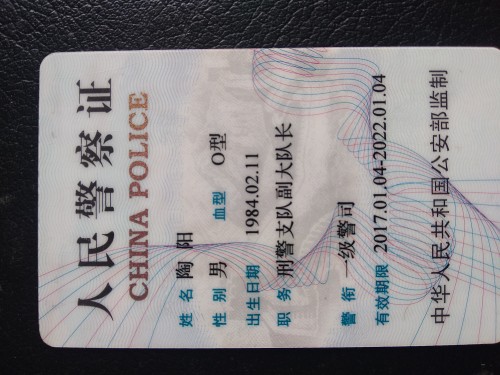 人民警察证
CHINA POLICE
姓名 陶阳
性别 男 血型 O型
出生日期 1984.02.11
职务 刑警支队副大队长
警衔 一级警司
有效期限 2017.01.04-2022.01.04
中华人民共和国公安部监制